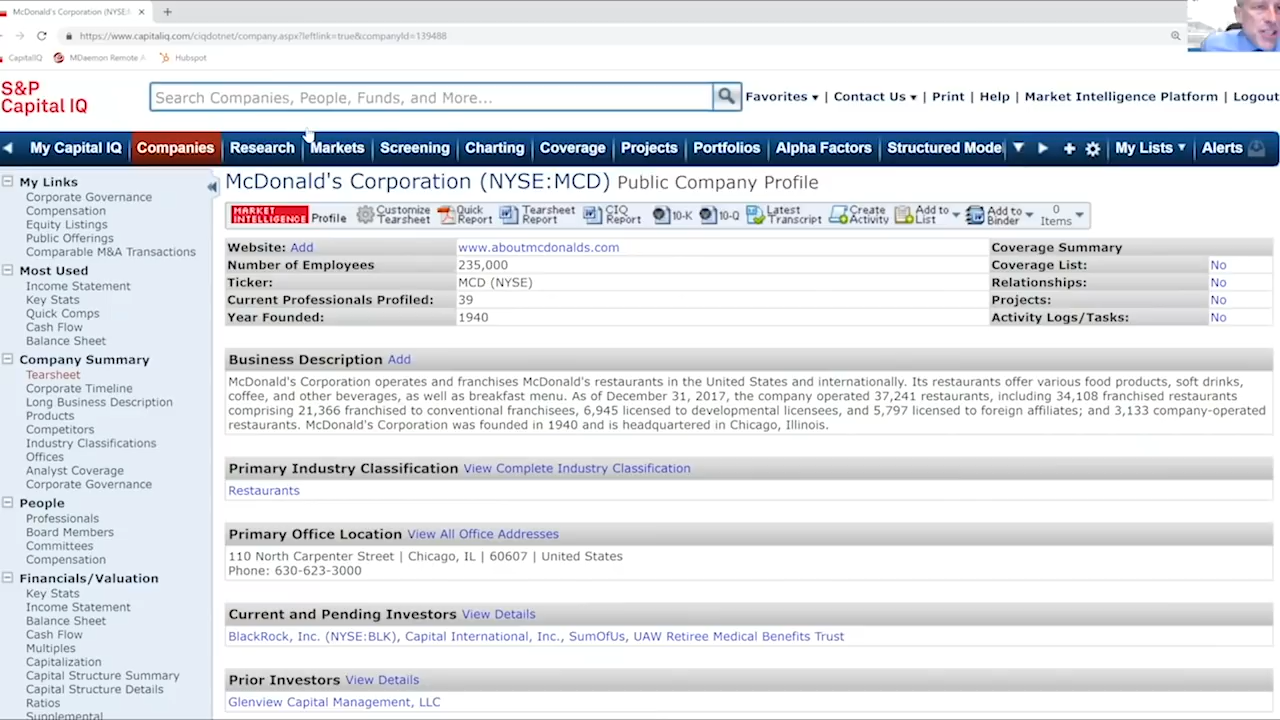 McDonald's Corporation (NYSE:
https://www.capitaliq.com/ciqdotnet/company.aspx?leftlink=true&companyId=139488
CapitalIQ MDaemon Remote A Hubspot
S&P
Capital IQ
Search Companies, People, Funds, and More...
Favorites | Contact Us | Print | Help | Market Intelligence Platform | Logout
My Capital IQ Companies Research Markets Screening Charting Coverage Projects Portfolios Alpha Factors Structured Model My Lists Alerts
My Links
Corporate Governance
Compensation
Equity Listings
Public Offerings
Comparable M&A Transactions
Most Used
Income Statement
Key Stats
Quick Comps
Cash Flow
Balance Sheet
Company Summary
Tearsheet
Corporate Timeline
Long Business Description
Products
Competitors
Industry Classifications
Offices
Analyst Coverage
Corporate Governance
People
Professionals
Board Members
Committees
Compensation
Financials/Valuation
Key Stats
Income Statement
Balance Sheet
Cash Flow
Multiples
Capitalization
Capital Structure Summary
Capital Structure Details
Ratios
Supplemental
McDonald's Corporation (NYSE:MCD) Public Company Profile
MARKET INTELLIGENCE Profile Customize Tearsheet Quick Report Tearsheet Report CIQ Report 10-K 10-Q Latest Transcript Create Activity Add to List Add to Binder 0 Items
Website: Add www.aboutmcdonalds.com Coverage Summary
Number of Employees 235,000 Coverage List: No
Ticker: MCD (NYSE) Relationships: No
Current Professionals Profiled: 39 Projects: No
Year Founded: 1940 Activity Logs/Tasks: No
Business Description Add
McDonald's Corporation operates and franchises McDonald's restaurants in the United States and internationally. Its restaurants offer various food products, soft drinks,
coffee, and other beverages, as well as breakfast menu. As of December 31, 2017, the company operated 37,241 restaurants, including 34,108 franchised restaurants
comprising 21,366 franchised to conventional franchisees, 6,945 licensed to developmental licensees, and 5,797 licensed to foreign affiliates; and 3,133 company-operated
restaurants. McDonald's Corporation was founded in 1940 and is headquartered in Chicago, Illinois.
Primary Industry Classification View Complete Industry Classification
Restaurants
Primary Office Location View All Office Addresses
110 North Carpenter Street | Chicago, IL | 60607 | United States
Phone: 630-623-3000
Current and Pending Investors View Details
BlackRock, Inc. (NYSE:BLK), Capital International, Inc., SumOfUs, UAW Retiree Medical Benefits Trust
Prior Investors View Details
Glenview Capital Management, LLC